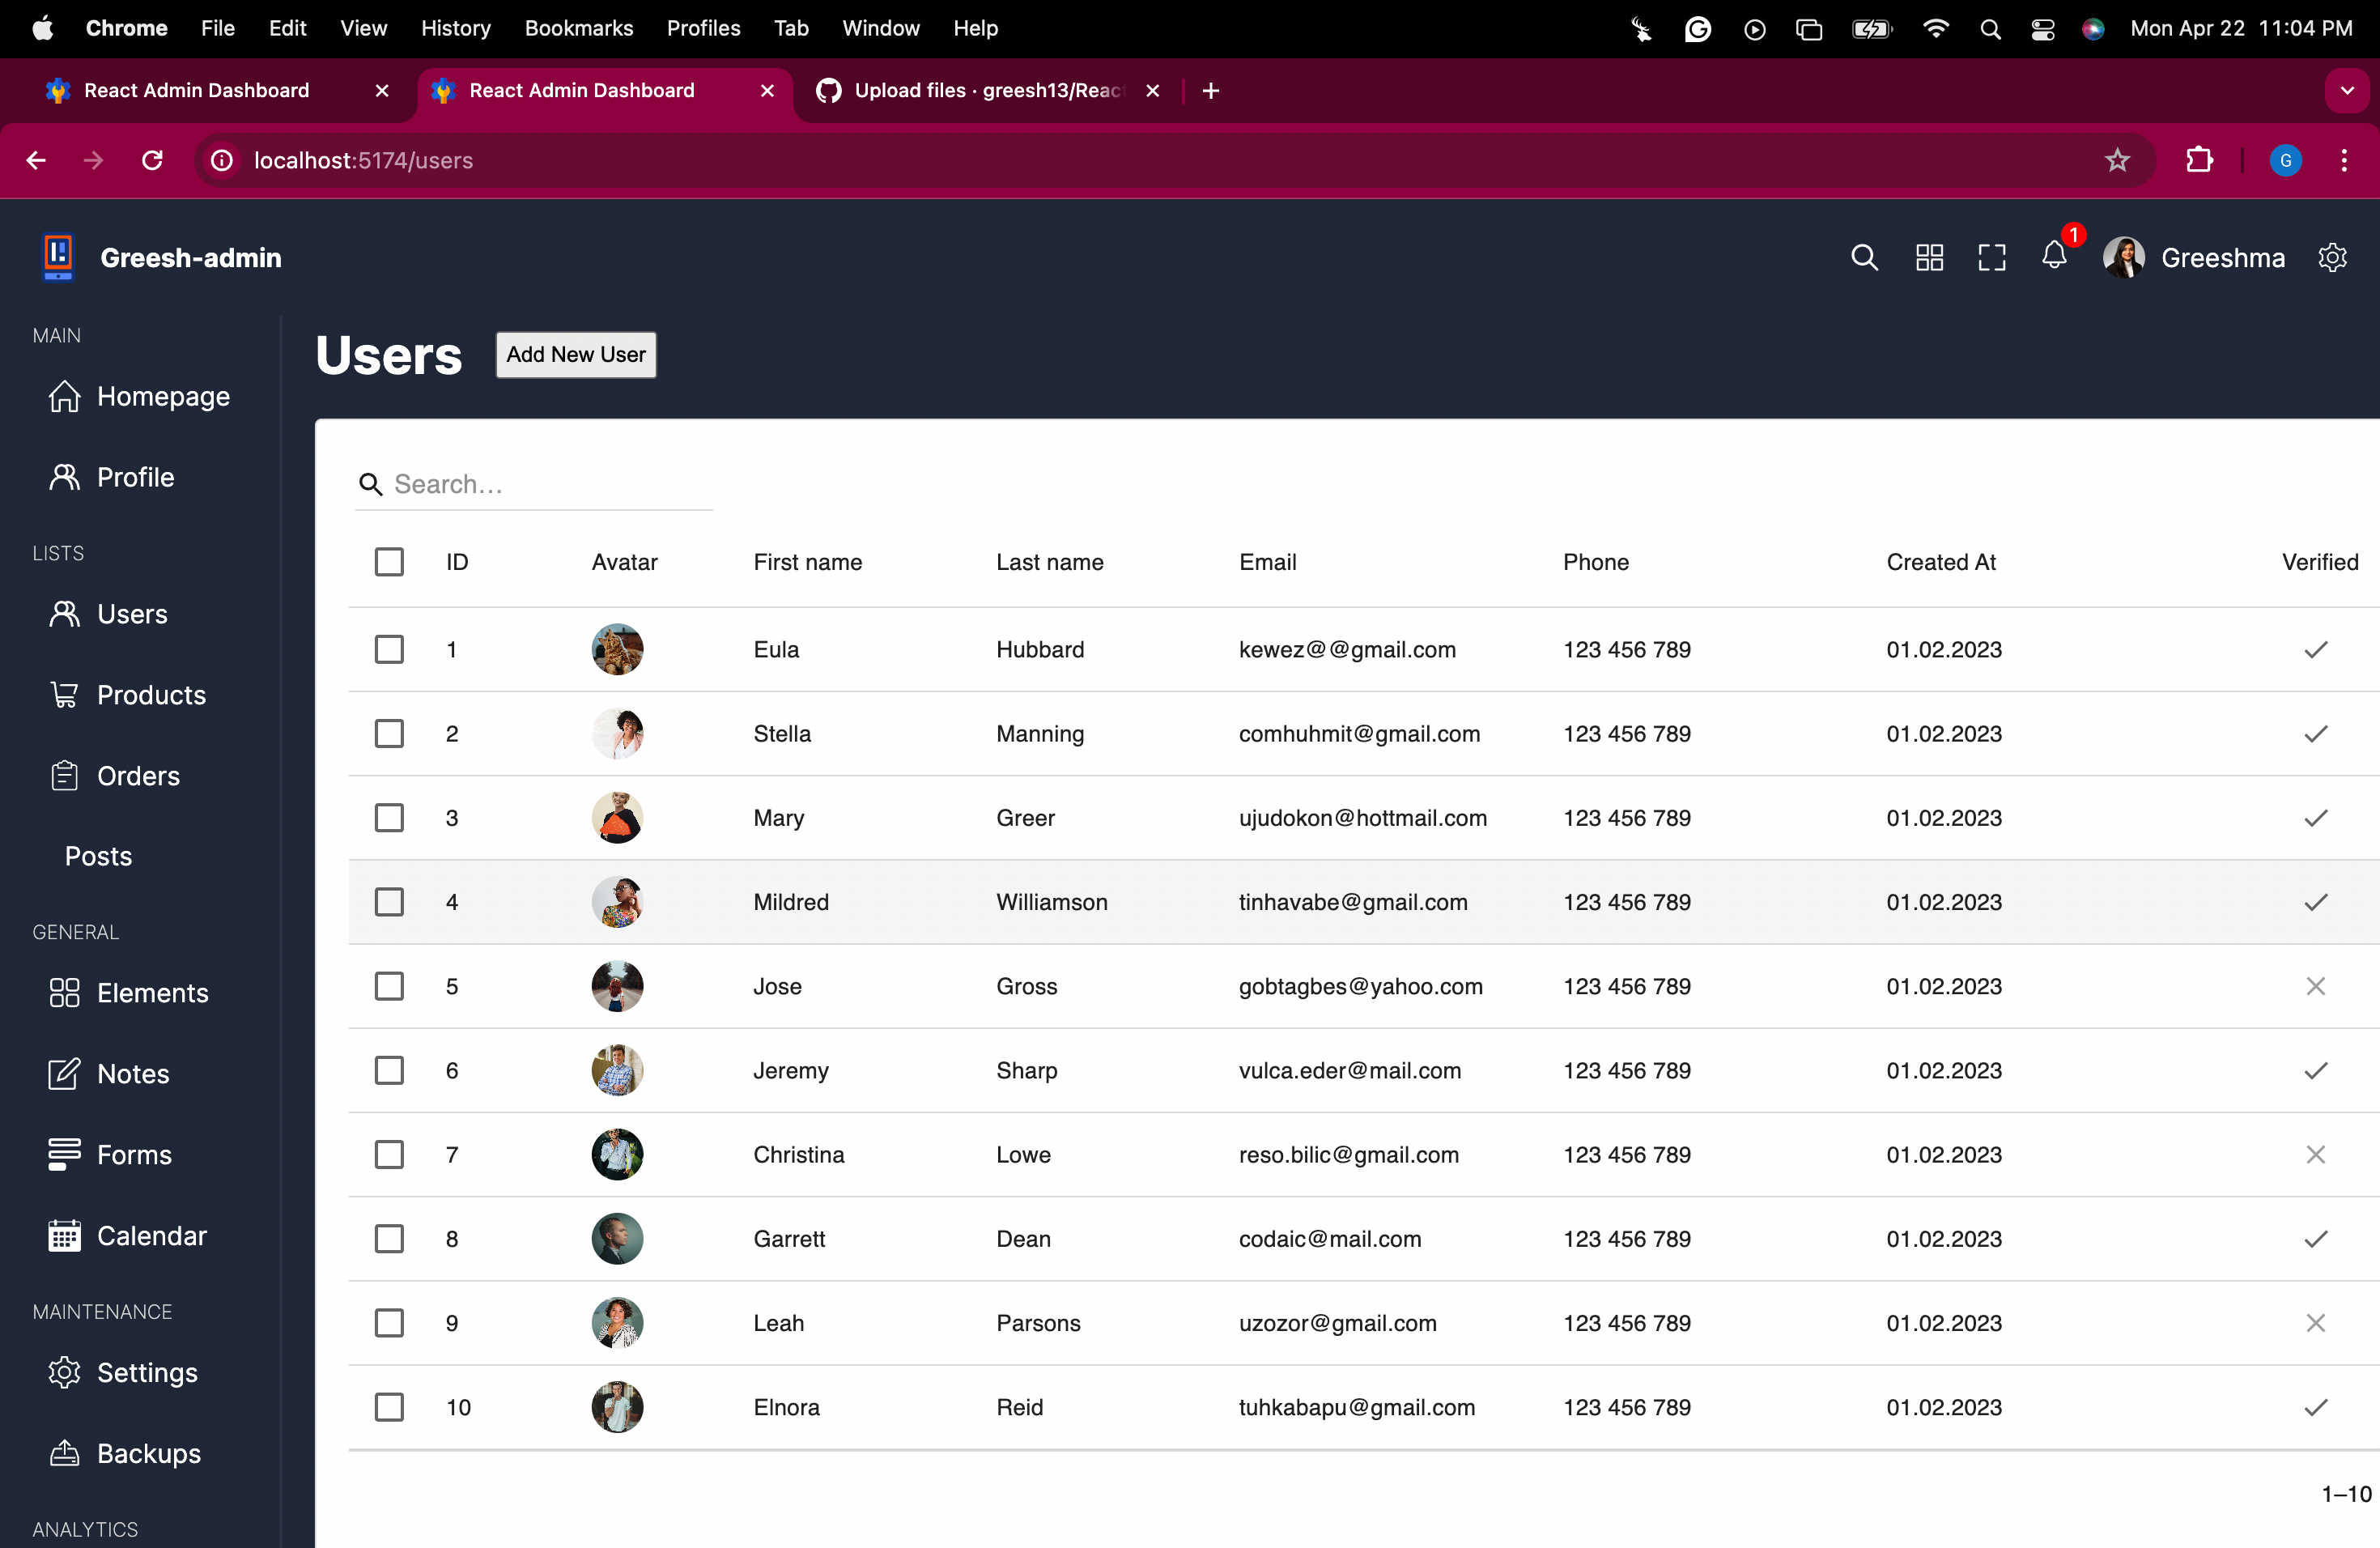 Chrome File Edit View History Bookmarks Profiles Tab Window Help Mon Apr 22 11:04 PM
React Admin Dashboard React Admin Dashboard Upload files · greesh13/Reac
localhost:5174/users G
Greesh-admin 1 Greeshma
MAIN
Homepage
Profile
LISTS
Users
Products
Orders
Posts
GENERAL
Elements
Notes
Forms
Calendar
MAINTENANCE
Settings
Backups
ANALYTICS
Users Add New User
Search...
ID Avatar First name Last name Email Phone Created At Verified
1 Eula Hubbard kewez@@gmail.com 123 456 789 01.02.2023
2 Stella Manning comhuhmit@gmail.com 123 456 789 01.02.2023
3 Mary Greer ujudokon@hottmail.com 123 456 789 01.02.2023
4 Mildred Williamson tinhavabe@gmail.com 123 456 789 01.02.2023
5 Jose Gross gobtagbes@yahoo.com 123 456 789 01.02.2023
6 Jeremy Sharp vulca.eder@mail.com 123 456 789 01.02.2023
7 Christina Lowe reso.bilic@gmail.com 123 456 789 01.02.2023
8 Garrett Dean codaic@mail.com 123 456 789 01.02.2023
9 Leah Parsons uzozor@gmail.com 123 456 789 01.02.2023
10 Elnora Reid tuhkabapu@gmail.com 123 456 789 01.02.2023
1–10